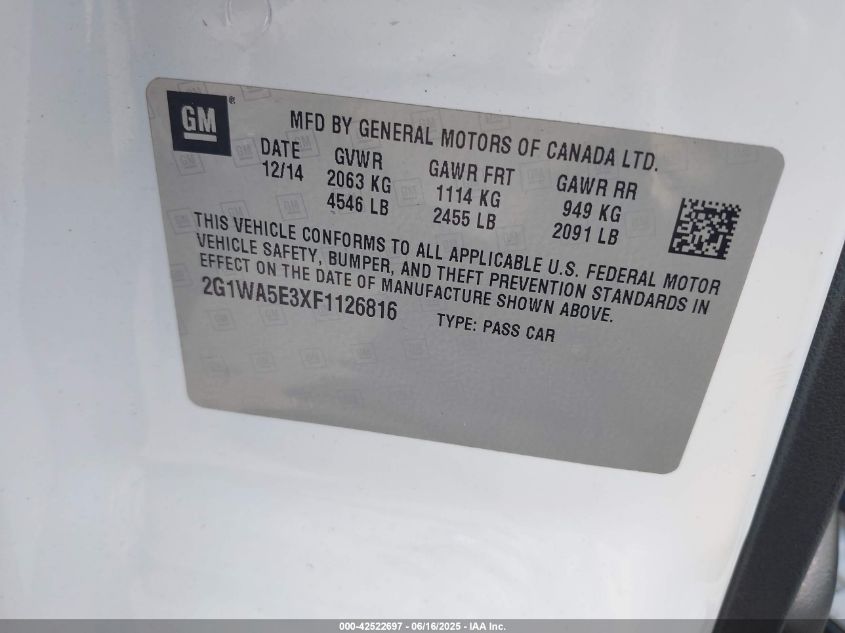 GM®
MFD BY GENERAL MOTORS OF CANADA LTD.
DATE GVWR GAWR FRT GAWR RR
12/14 2063 KG 1114 KG 949 KG
4546 LB 2455 LB 2091 LB
THIS VEHICLE CONFORMS TO ALL APPLICABLE U.S. FEDERAL MOTOR
VEHICLE SAFETY, BUMPER, AND THEFT PREVENTION STANDARDS IN
EFFECT ON THE DATE OF MANUFACTURE SHOWN ABOVE.
2G1WA5E3XF1126816 TYPE: PASS CAR
000-42522697 - 06/16/2025 - IAA Inc.